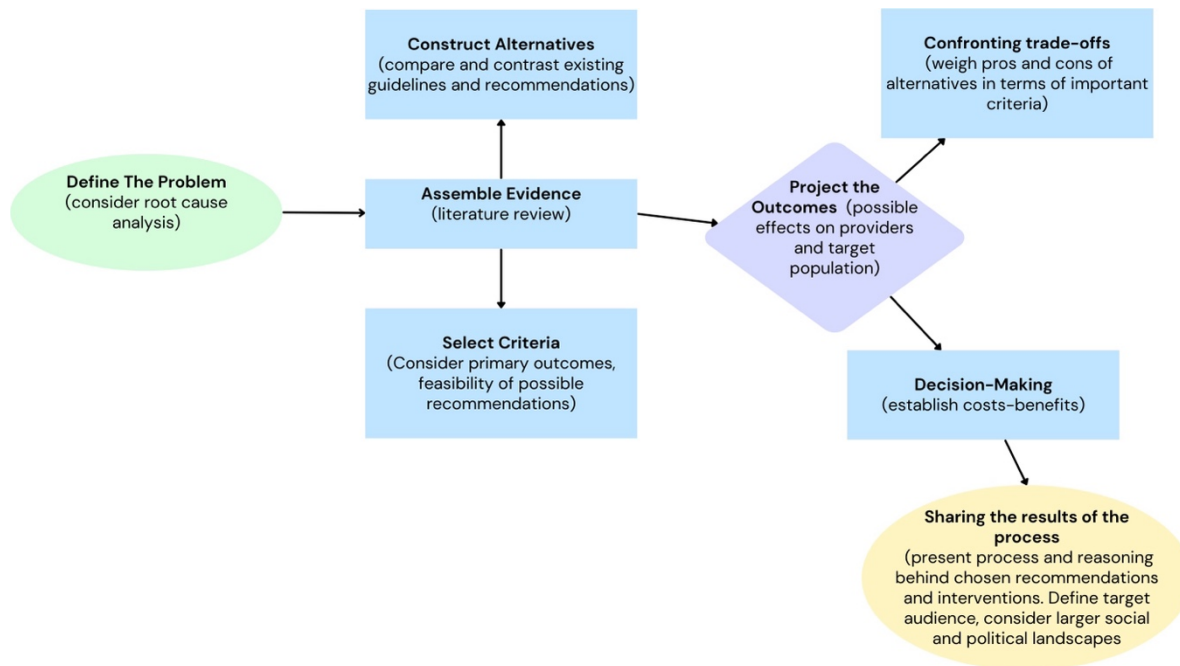 Define The Problem
(consider root cause
analysis)
Construct Alternatives
(compare and contrast existing
guidelines and recommendations)
Assemble Evidence
(literature review)
Select Criteria
(Consider primary outcomes,
feasibility of possible
recommendations)
Project the
Outcomes (possible
effects on providers
and target
population)
Confronting trade-offs
(weigh pros and cons of
alternatives in terms of important
criteria)
Decision-Making
(establish costs-benefits)
Sharing the results of the
process
(present process and reasoning
behind chosen recommendations
and interventions. Define target
audience, consider larger social
and political landscapes